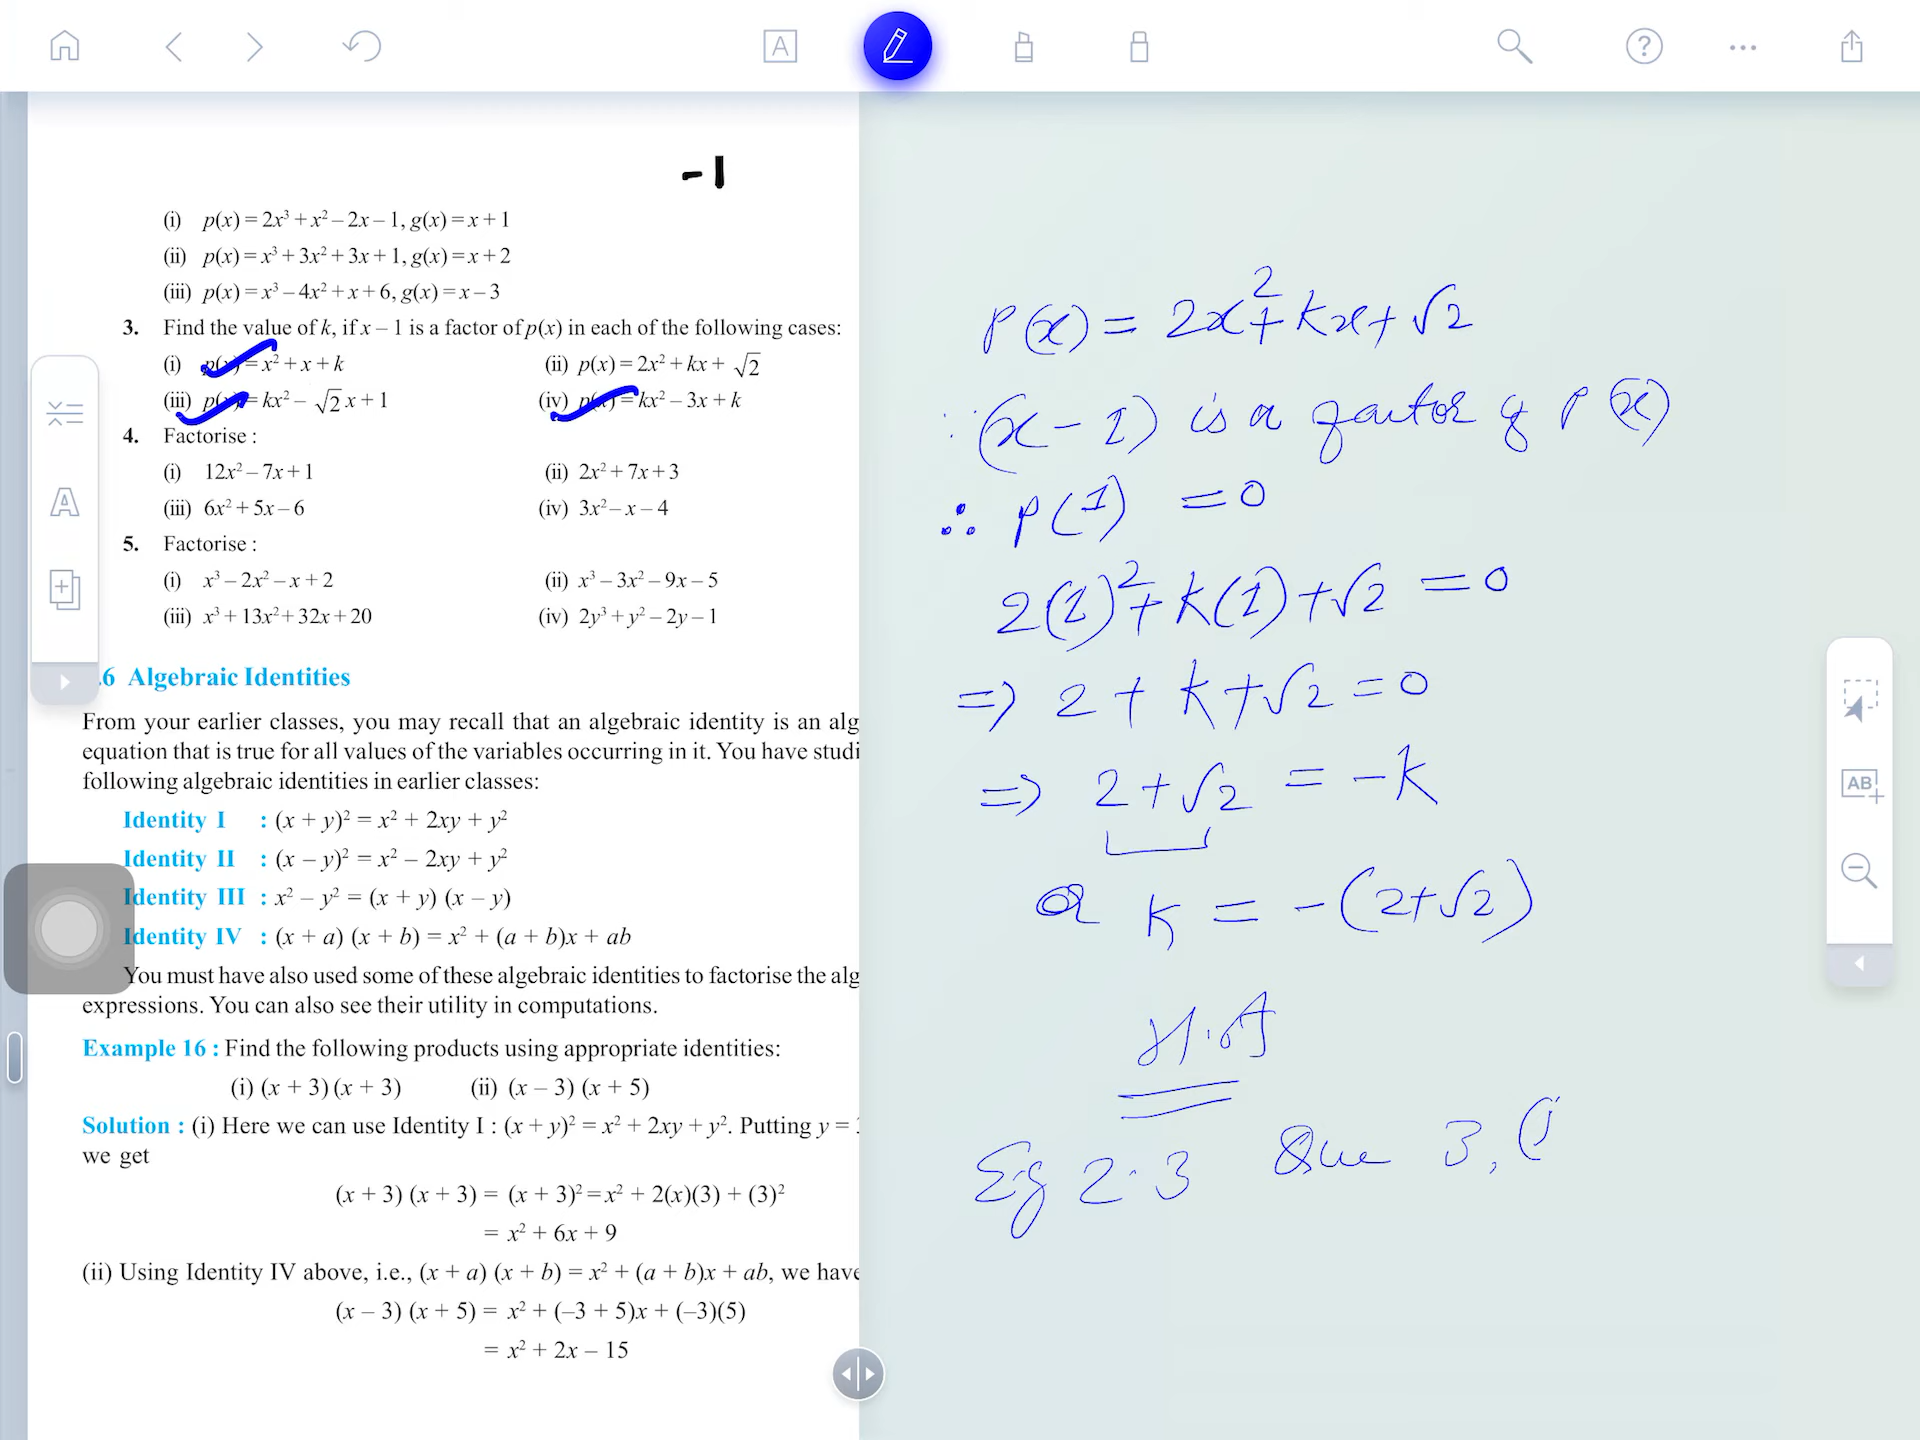 -1
(i) p(x) = 2x³ + x² – 2x – 1, g(x) = x + 1
(ii) p(x) = x³ + 3x² + 3x + 1, g(x) = x + 2
(iii) p(x) = x³ – 4x² + x + 6, g(x) = x – 3
3. Find the value of k, if x – 1 is a factor of p(x) in each of the following cases:
(i) p(x) = x² + x + k (ii) p(x) = 2x² + kx + √2
(iii) p(x) = kx² – √2 x + 1 (iv) p(x) = kx² – 3x + k
4. Factorise :
(i) 12x² – 7x + 1 (ii) 2x² + 7x + 3
(iii) 6x² + 5x – 6 (iv) 3x² – x – 4
5. Factorise :
(i) x³ – 2x² – x + 2 (ii) x³ – 3x² – 9x – 5
(iii) x³ + 13x² + 32x + 20 (iv) 2y³ + y² – 2y – 1
.6 Algebraic Identities
From your earlier classes, you may recall that an algebraic identity is an alg
equation that is true for all values of the variables occurring in it. You have studi
following algebraic identities in earlier classes:
Identity I : (x + y)² = x² + 2xy + y²
Identity II : (x – y)² = x² – 2xy + y²
Identity III : x² – y² = (x + y) (x – y)
Identity IV : (x + a) (x + b) = x² + (a + b)x + ab
You must have also used some of these algebraic identities to factorise the alg
expressions. You can also see their utility in computations.
Example 16 : Find the following products using appropriate identities:
(i) (x + 3) (x + 3) (ii) (x – 3) (x + 5)
Solution : (i) Here we can use Identity I : (x + y)² = x² + 2xy + y². Putting y =
we get
(x + 3) (x + 3) = (x + 3)² = x² + 2(x)(3) + (3)²
= x² + 6x + 9
(ii) Using Identity IV above, i.e., (x + a) (x + b) = x² + (a + b)x + ab, we have
(x – 3) (x + 5) = x² + (–3 + 5)x + (–3)(5)
= x² + 2x – 15
P(x) = 2x² + kx + √2
∵ (x - 1) is a factor of P(x)
∴ P(1) = 0
2(1)² + k(1) + √2 = 0
=> 2 + k + √2 = 0
=> 2 + √2 = -k
or k = -(2+√2)
H.A
2.3 Que 3, (
A
AB